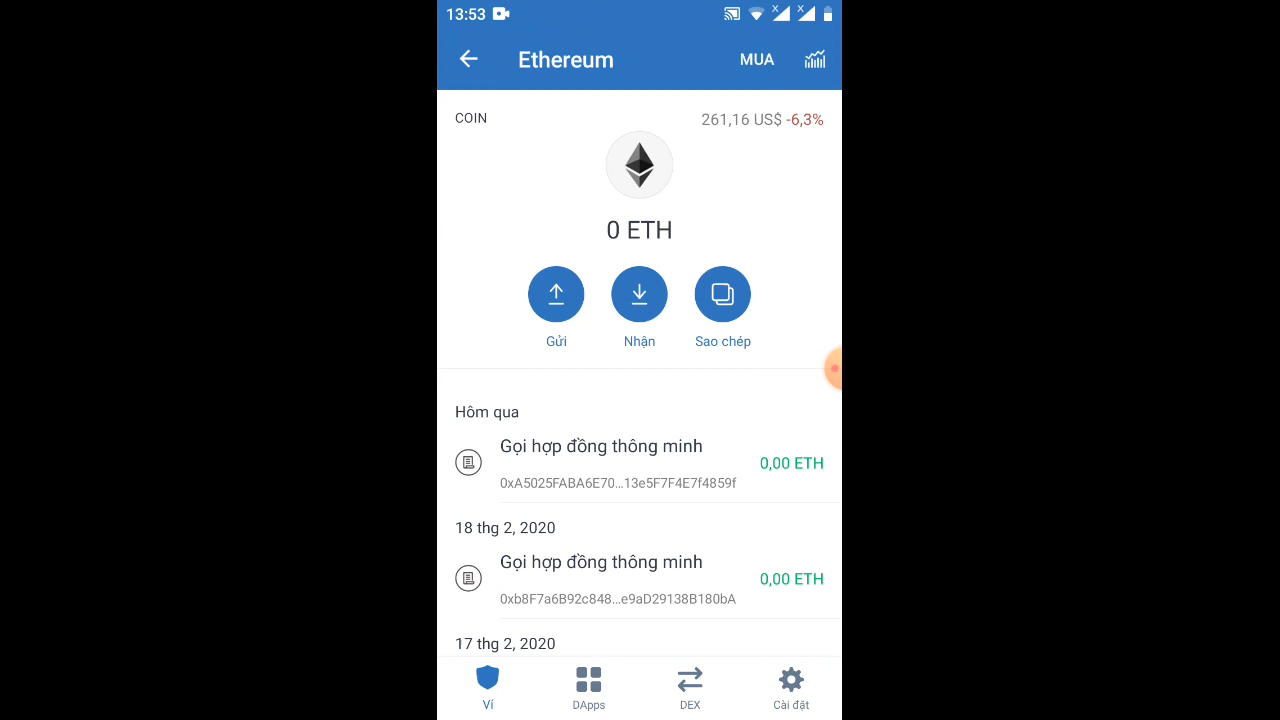 13:53
Ethereum MUA
COIN 261,16 US$ -6,3%
0 ETH
Gửi Nhận Sao chép
Hôm qua
Gọi hợp đồng thông minh
0,00 ETH
0xA5025FABA6E70...13e5F7F4E7f4859f
18 thg 2, 2020
Gọi hợp đồng thông minh
0,00 ETH
0xb8F7a6B92c848...e9aD29138B180bA
17 thg 2, 2020
Ví DApps DEX Cài đặt